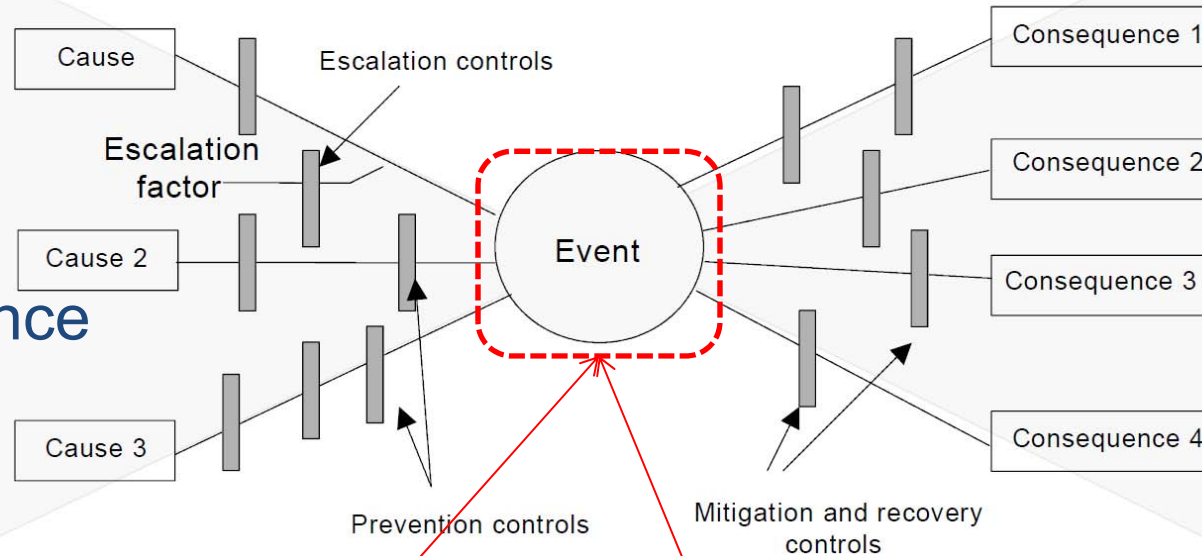 Cause
Escalation controls
Consequence 1
Escalation
factor
Consequence 2
Cause 2
Event
Consequence 3
nce
Cause 3
Consequence 4
Prevention controls
Mitigation and recovery
controls